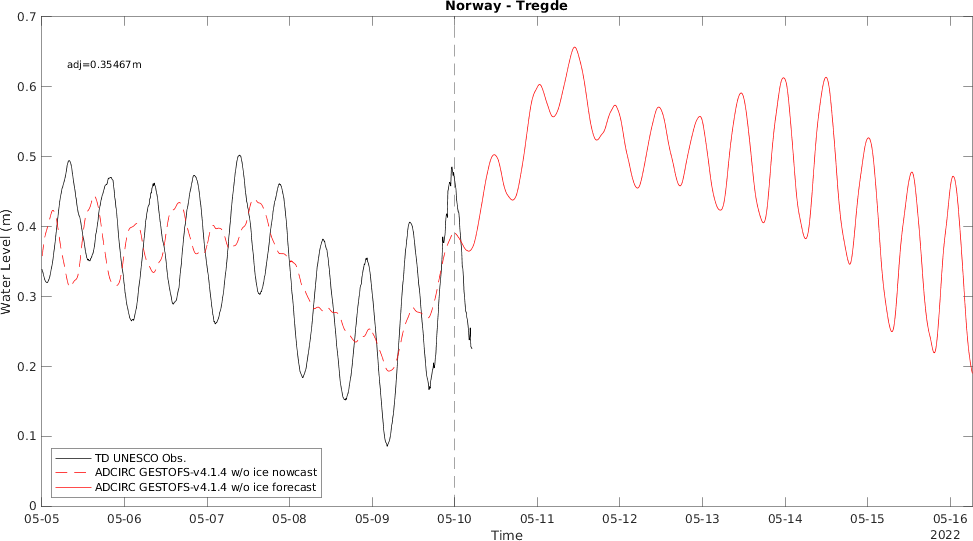 Norway - Tregde
adj=0.35467m
Water Level (m)
0.7
0.6
0.5
0.4
0.3
0.2
0.1
0
TD UNESCO Obs.
ADCIRC GESTOFS-v4.1.4 w/o ice nowcast
ADCIRC GESTOFS-v4.1.4 w/o ice forecast
05-05 05-06 05-07 05-08 05-09 05-10 05-11 05-12 05-13 05-14 05-15 05-16
2022
Time